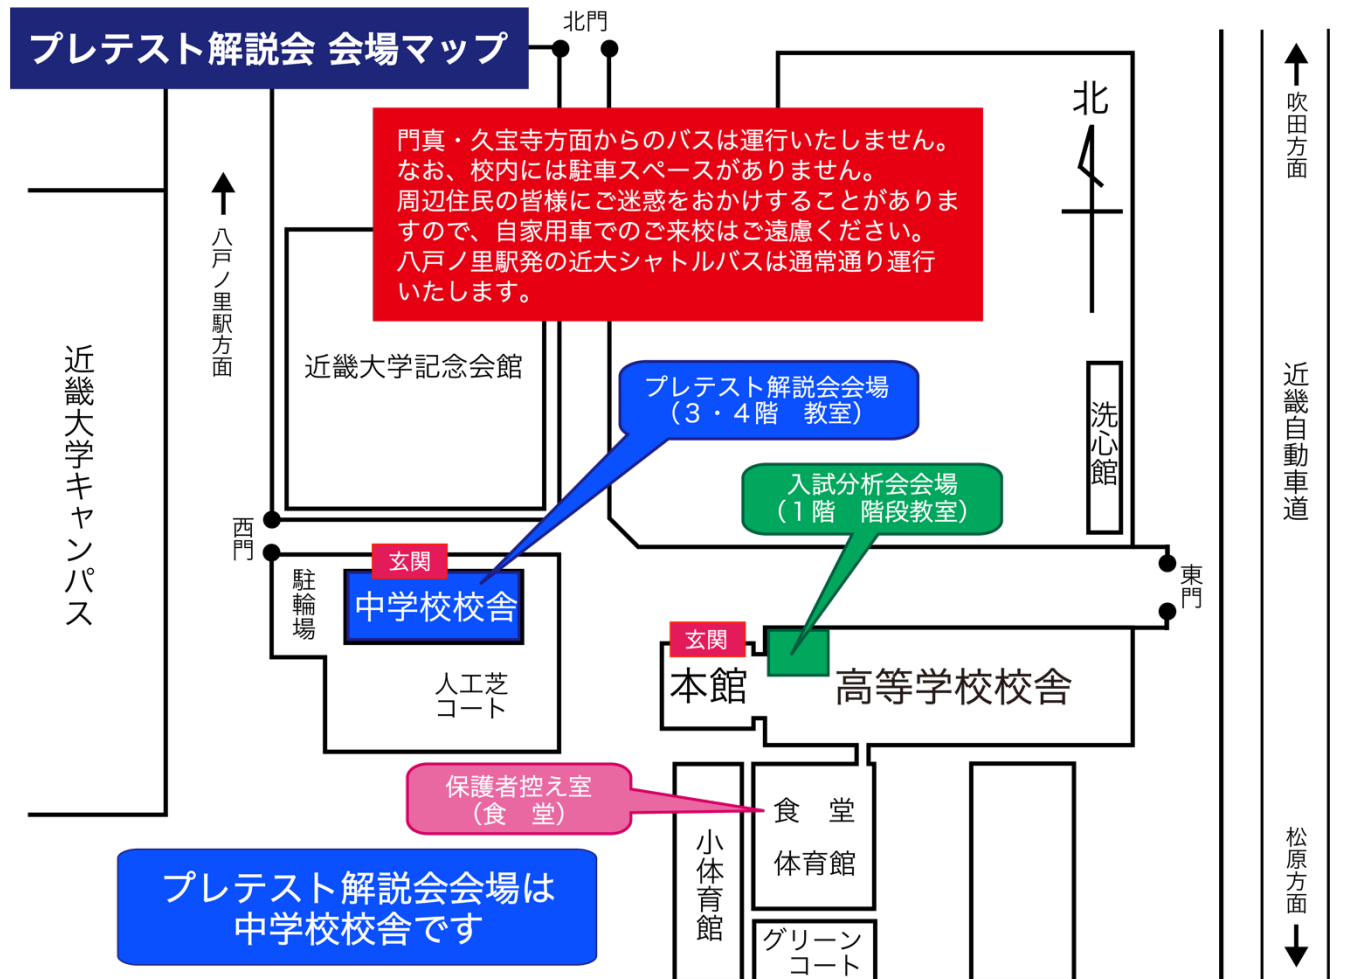 プレテスト解説会 会場マップ
北門
門真・久宝寺方面からのバスは運行いたしません。
なお、校内には駐車スペースがありません。
周辺住民の皆様にご迷惑をおかけすることがありま
すので、自家用車でのご来校はご遠慮ください。
八戸ノ里駅発の近大シャトルバスは通常通り運行
いたします。
北
吹田方面
八戸ノ里駅方面
近畿大学キャンパス
近畿大学記念会館
プレテスト解説会会場
（３・４階　教室）
洗心館
近畿自動車道
入試分析会会場
（１階　階段教室）
西門
玄関
中学校校舎
駐輪場
東門
玄関
本館
高等学校校舎
人工芝
コート
保護者控え室
（食　堂）
食　堂
体育館
小体育館
松原方面
プレテスト解説会会場は
中学校校舎です
グリーン
コート